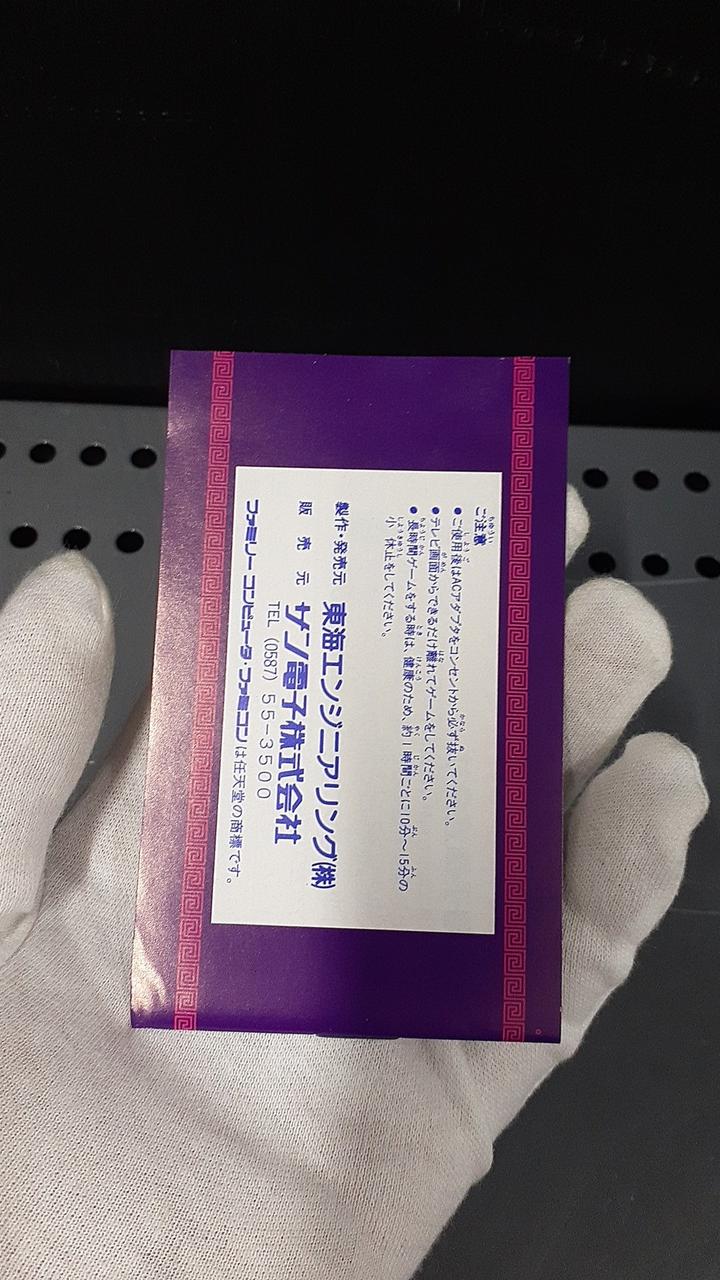 ご注意
●ご使用後はACアダプタをコンセントから必ず抜いてください。
●テレビ画面からできるだけ離れてゲームをしてください。
●長時間ゲームをする時は、健康のため、約1時間ごとに10分〜15分の
小休止をしてください。
製作・発売元 東海エンジニアリング(株)
販売元 サン電子株式会社
TEL (0587) 55-3500
ファミリーコンピュータ・ファミコンは任天堂の商標です。